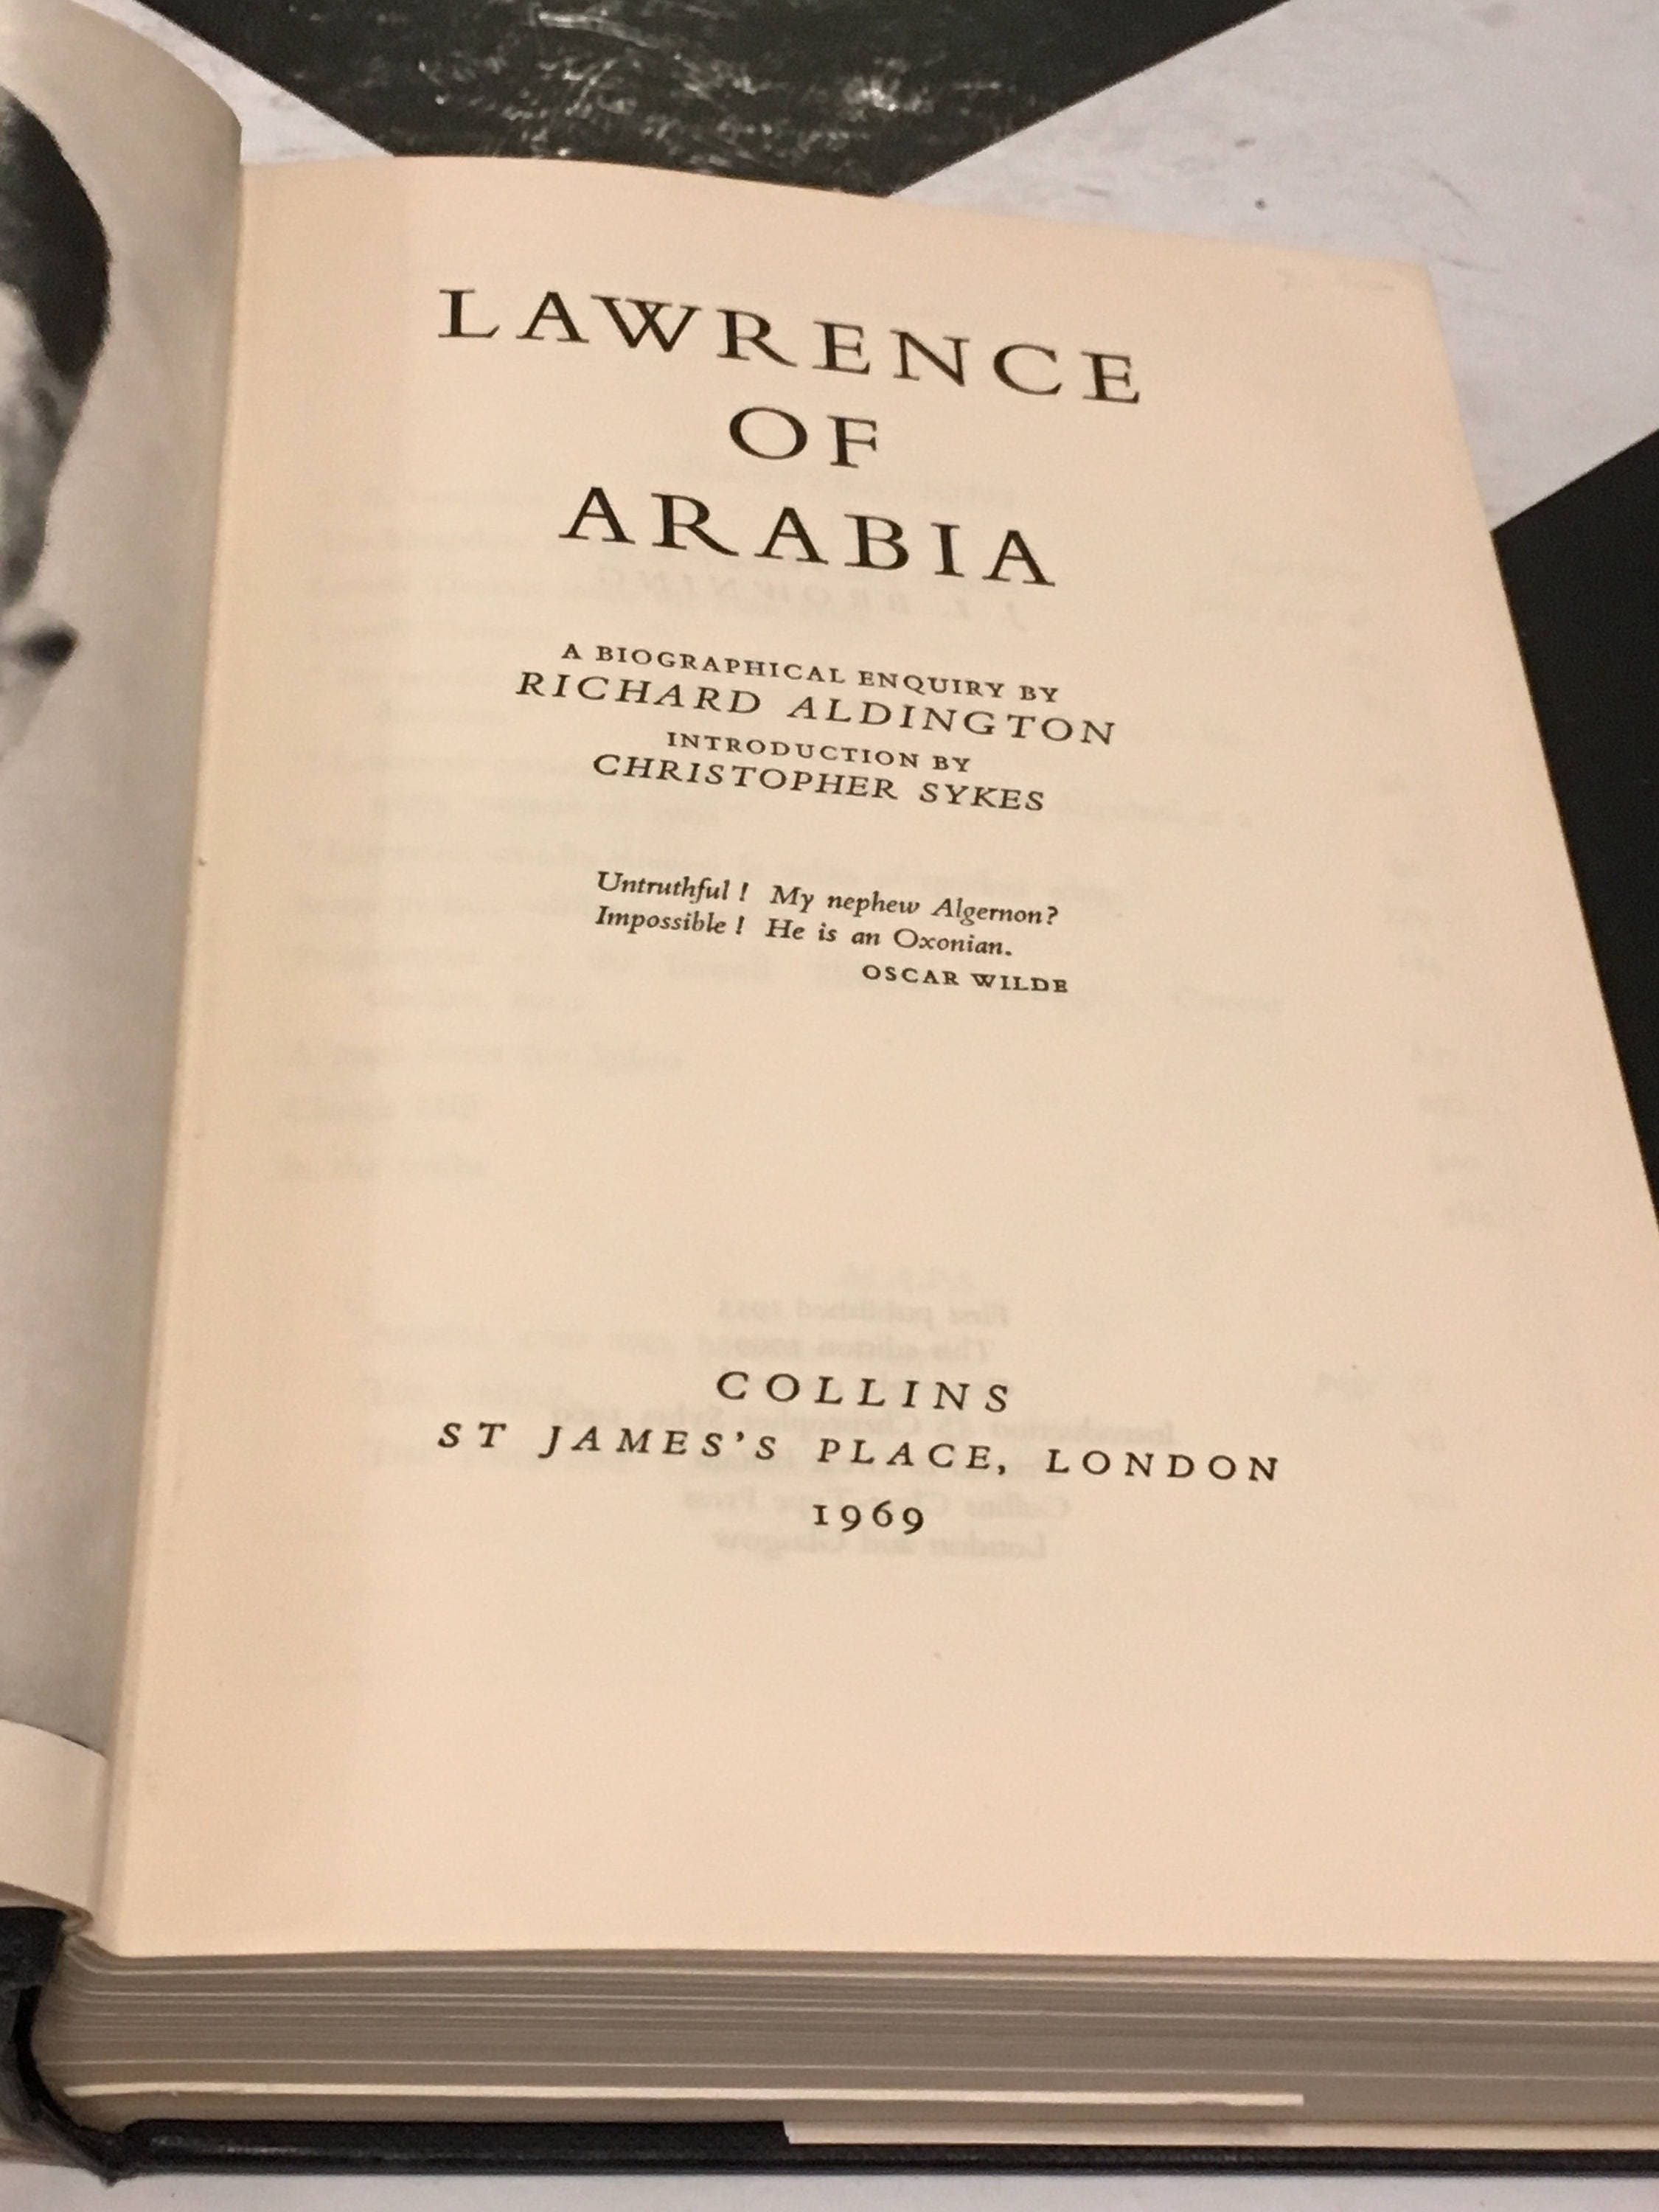 LAWRENCE
OF
ARABIA
A BIOGRAPHICAL ENQUIRY BY
RICHARD ALDINGTON
INTRODUCTION BY
CHRISTOPHER SYKES
Untruthful! My nephew Algernon?
Impossible! He is an Oxonian.
OSCAR WILDE
COLLINS
ST JAMES'S PLACE, LONDON
1969